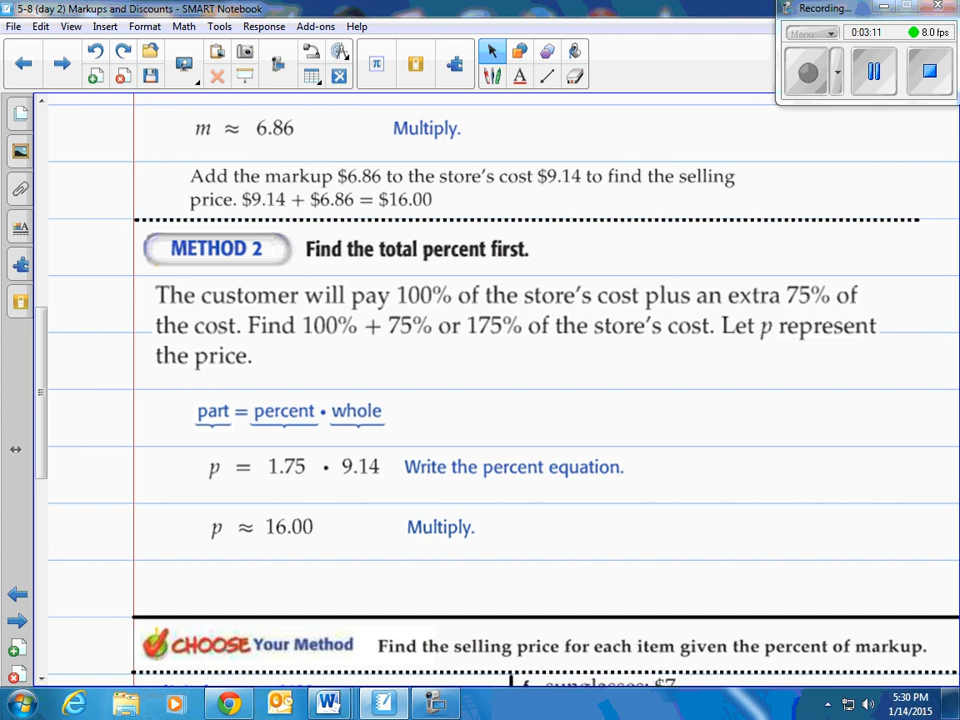 5-8 (day 2) Markups and Discounts - SMART Notebook
Recording...
File Edit View Insert Format Math Tools Response Add-ons Help
Menu 0:03:11 8.0 fps
m ≈ 6.86 Multiply.
Add the markup $6.86 to the store's cost $9.14 to find the selling
price. $9.14 + $6.86 = $16.00
METHOD 2 Find the total percent first.
The customer will pay 100% of the store's cost plus an extra 75% of
the cost. Find 100% + 75% or 175% of the store's cost. Let p represent
the price.
part = percent • whole
p = 1.75 • 9.14 Write the percent equation.
p ≈ 16.00 Multiply.
CHOOSE Your Method Find the selling price for each item given the percent of markup.
sunglasses: $7
5:30 PM
1/14/2015